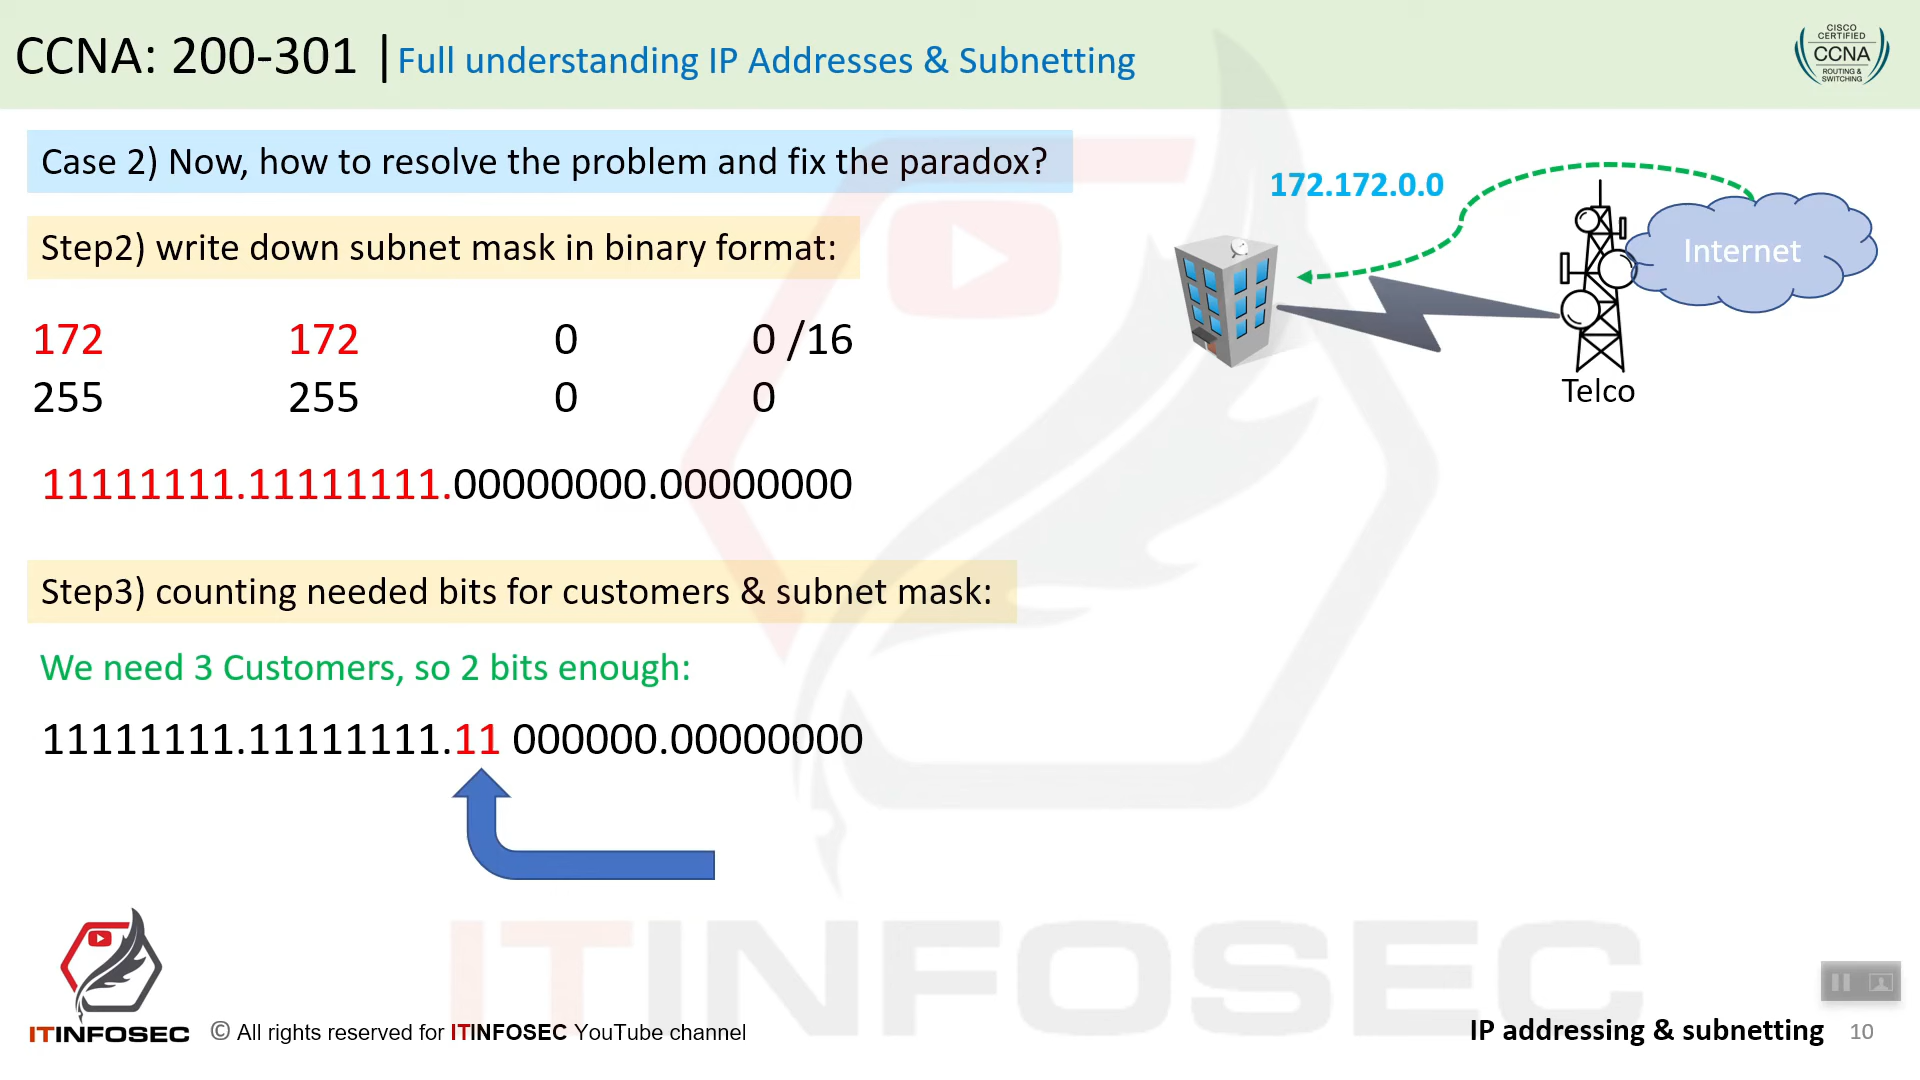 CCNA: 200-301 | Full understanding IP Addresses & Subnetting
CISCO
CERTIFIED
CCNA
ROUTING &
SWITCHING
Case 2) Now, how to resolve the problem and fix the paradox?
172.172.0.0
Internet
Telco
Step2) write down subnet mask in binary format:
172 172 0 0 /16
255 255 0 0
11111111.11111111.00000000.00000000
Step3) counting needed bits for customers & subnet mask:
We need 3 Customers, so 2 bits enough:
11111111.11111111.11 000000.00000000
ITINFOSEC
ITINFOSEC
© All rights reserved for ITINFOSEC YouTube channel
IP addressing & subnetting 10